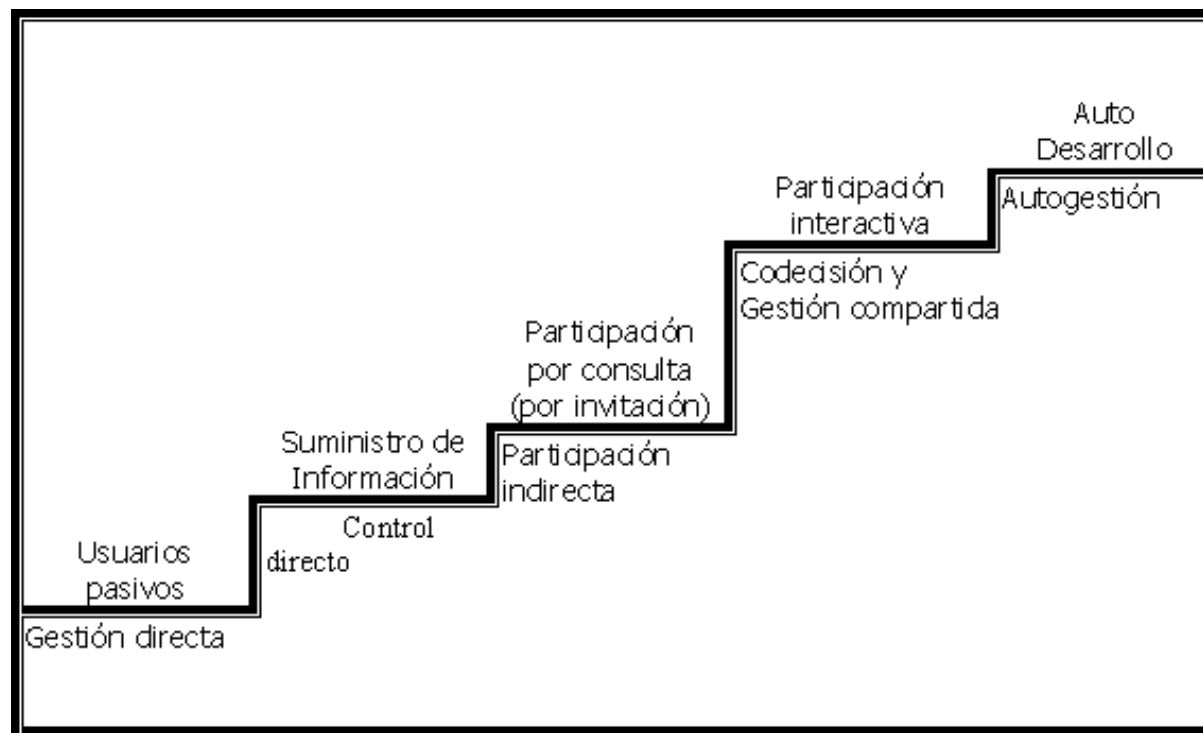 Auto
Desarrollo
Autogestión
Participación
interactiva
Codecisión y
Gestión compartida
Participación
por consulta
(por invitación)
Participación
indirecta
Suministro de
Información
Control
directo
Usuarios
pasivos
Gestión directa